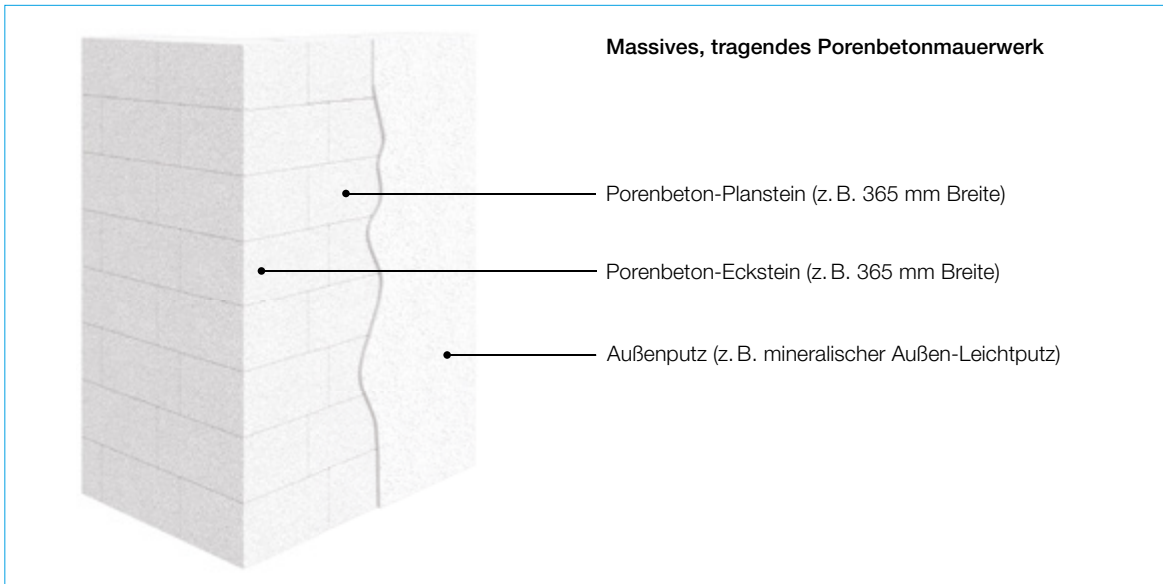 Massives, tragendes Porenbetonmauerwerk
Porenbeton-Planstein (z. B. 365 mm Breite)
Porenbeton-Eckstein (z. B. 365 mm Breite)
Außenputz (z. B. mineralischer Außen-Leichtputz)